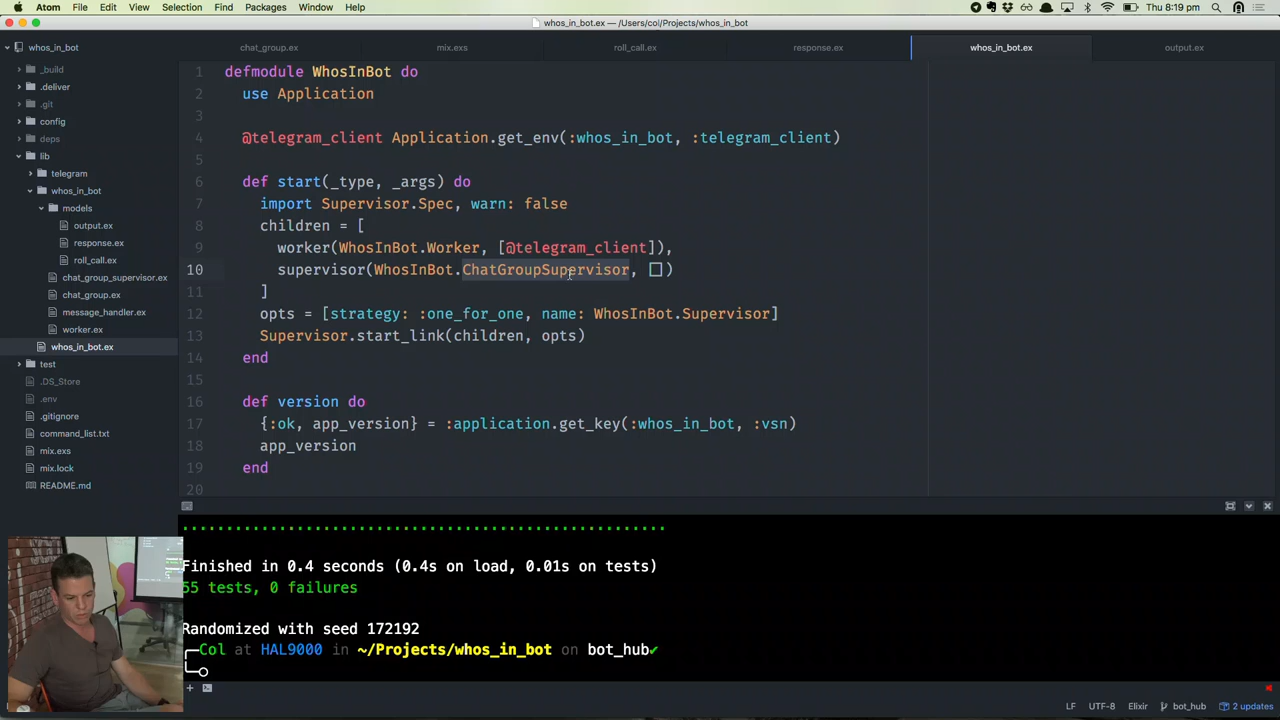 Atom File Edit View Selection Find Packages Window Help Thu 8:19 pm
whos_in_bot.ex — /Users/col/Projects/whos_in_bot
whos_in_bot
chat_group.ex mix.exs roll_call.ex response.ex whos_in_bot.ex output.ex
_build
.deliver
.git
config
deps
lib
telegram
whos_in_bot
models
output.ex
response.ex
roll_call.ex
chat_group_supervisor.ex
chat_group.ex
message_handler.ex
worker.ex
whos_in_bot.ex
test
.DS_Store
.env
.gitignore
command_list.txt
mix.exs
mix.lock
README.md
1 defmodule WhosInBot do
2 use Application
3
4 @telegram_client Application.get_env(:whos_in_bot, :telegram_client)
5
6 def start(_type, _args) do
7 import Supervisor.Spec, warn: false
8 children = [
9 worker(WhosInBot.Worker, [@telegram_client]),
10 supervisor(WhosInBot.ChatGroupSupervisor, [])
11 ]
12 opts = [strategy: :one_for_one, name: WhosInBot.Supervisor]
13 Supervisor.start_link(children, opts)
14 end
15
16 def version do
17 {:ok, app_version} = :application.get_key(:whos_in_bot, :vsn)
18 app_version
19 end
20
.......................................................
Finished in 0.4 seconds (0.4s on load, 0.01s on tests)
55 tests, 0 failures
Randomized with seed 172192
Col at HAL9000 in ~/Projects/whos_in_bot on bot_hub✔
LF UTF-8 Elixir bot_hub 2 updates